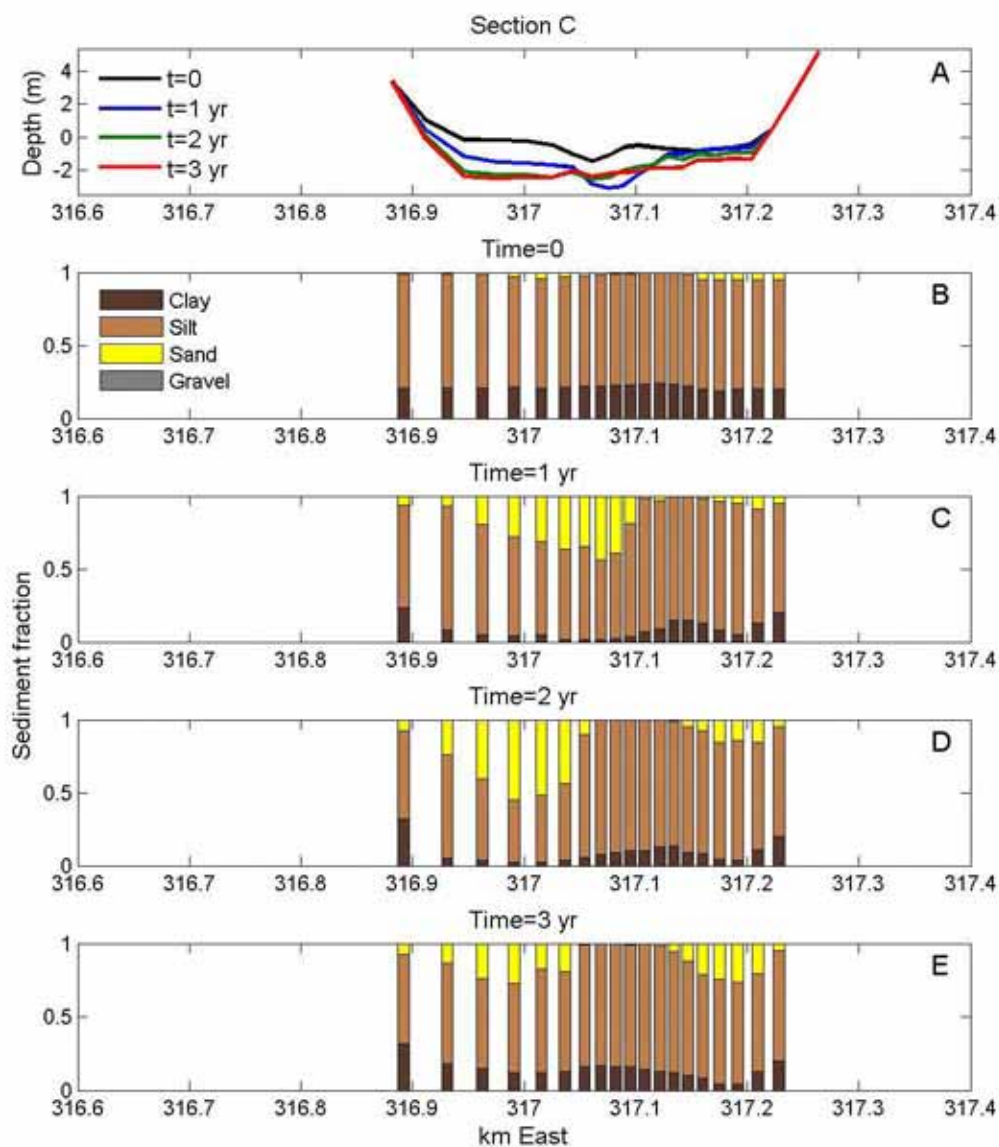 Section C
A
Depth (m)
4
2
0
-2
t=0
t=1 yr
t=2 yr
t=3 yr
316.6 316.7 316.8 316.9 317 317.1 317.2 317.3 317.4
Time=0
B
1
0.5
0
Clay
Silt
Sand
Gravel
316.6 316.7 316.8 316.9 317 317.1 317.2 317.3 317.4
Time=1 yr
C
1
0.5
0
316.6 316.7 316.8 316.9 317 317.1 317.2 317.3 317.4
Sediment fraction
Time=2 yr
D
1
0.5
0
316.6 316.7 316.8 316.9 317 317.1 317.2 317.3 317.4
Time=3 yr
E
1
0.5
0
316.6 316.7 316.8 316.9 317 317.1 317.2 317.3 317.4
km East